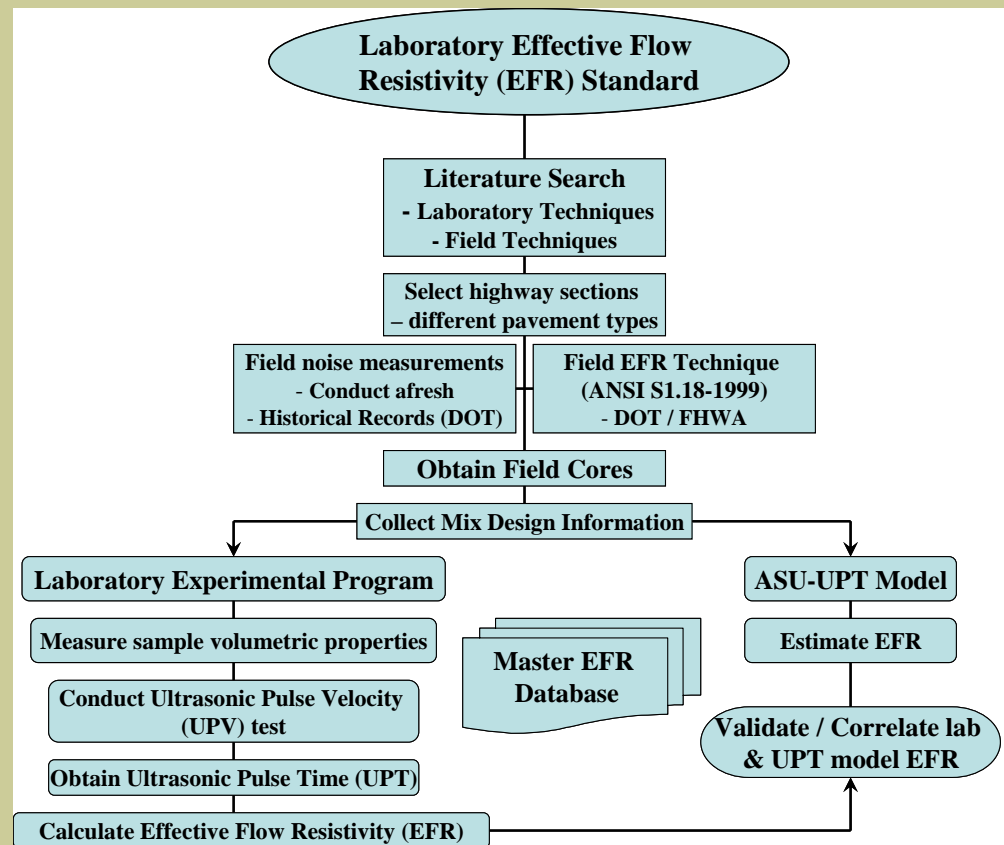 Laboratory Effective Flow
Resistivity (EFR) Standard
Literature Search
- Laboratory Techniques
- Field Techniques
Select highway sections
– different pavement types
Field noise measurements
- Conduct afresh
- Historical Records (DOT)
Field EFR Technique
(ANSI S1.18-1999)
- DOT / FHWA
Obtain Field Cores
Collect Mix Design Information
Laboratory Experimental Program
Measure sample volumetric properties
Conduct Ultrasonic Pulse Velocity
(UPV) test
Obtain Ultrasonic Pulse Time (UPT)
Calculate Effective Flow Resistivity (EFR)
Master EFR
Database
ASU-UPT Model
Estimate EFR
Validate / Correlate lab
& UPT model EFR